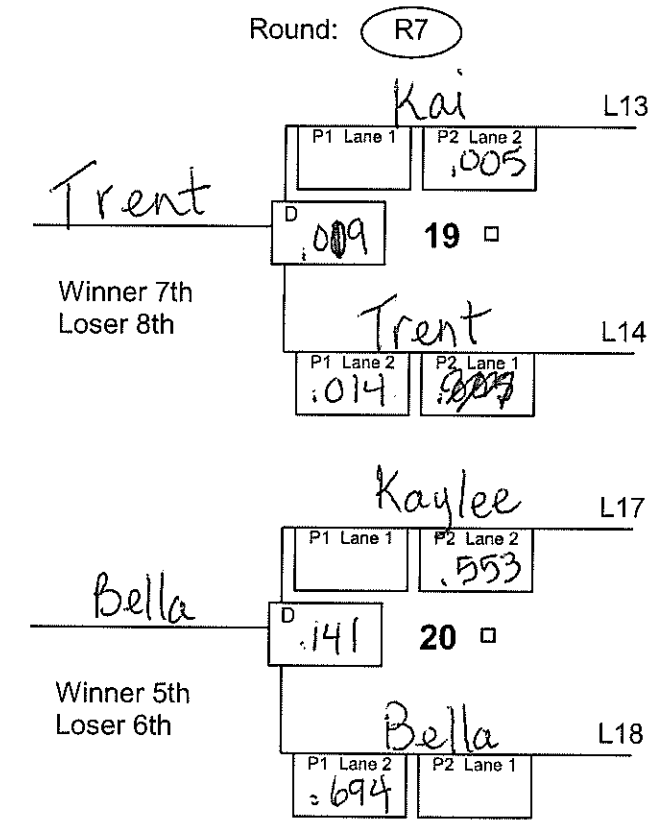 Round: R7
Kai L13
P1 Lane 1 P2 Lane 2
.005
Trent
D
.009 19
Winner 7th
Loser 8th
Trent L14
P1 Lane 2 P2 Lane 1
.014
Kaylee L17
P1 Lane 1 P2 Lane 2
.553
Bella
D
.141 20
Winner 5th
Loser 6th
Bella L18
P1 Lane 2 P2 Lane 1
.694